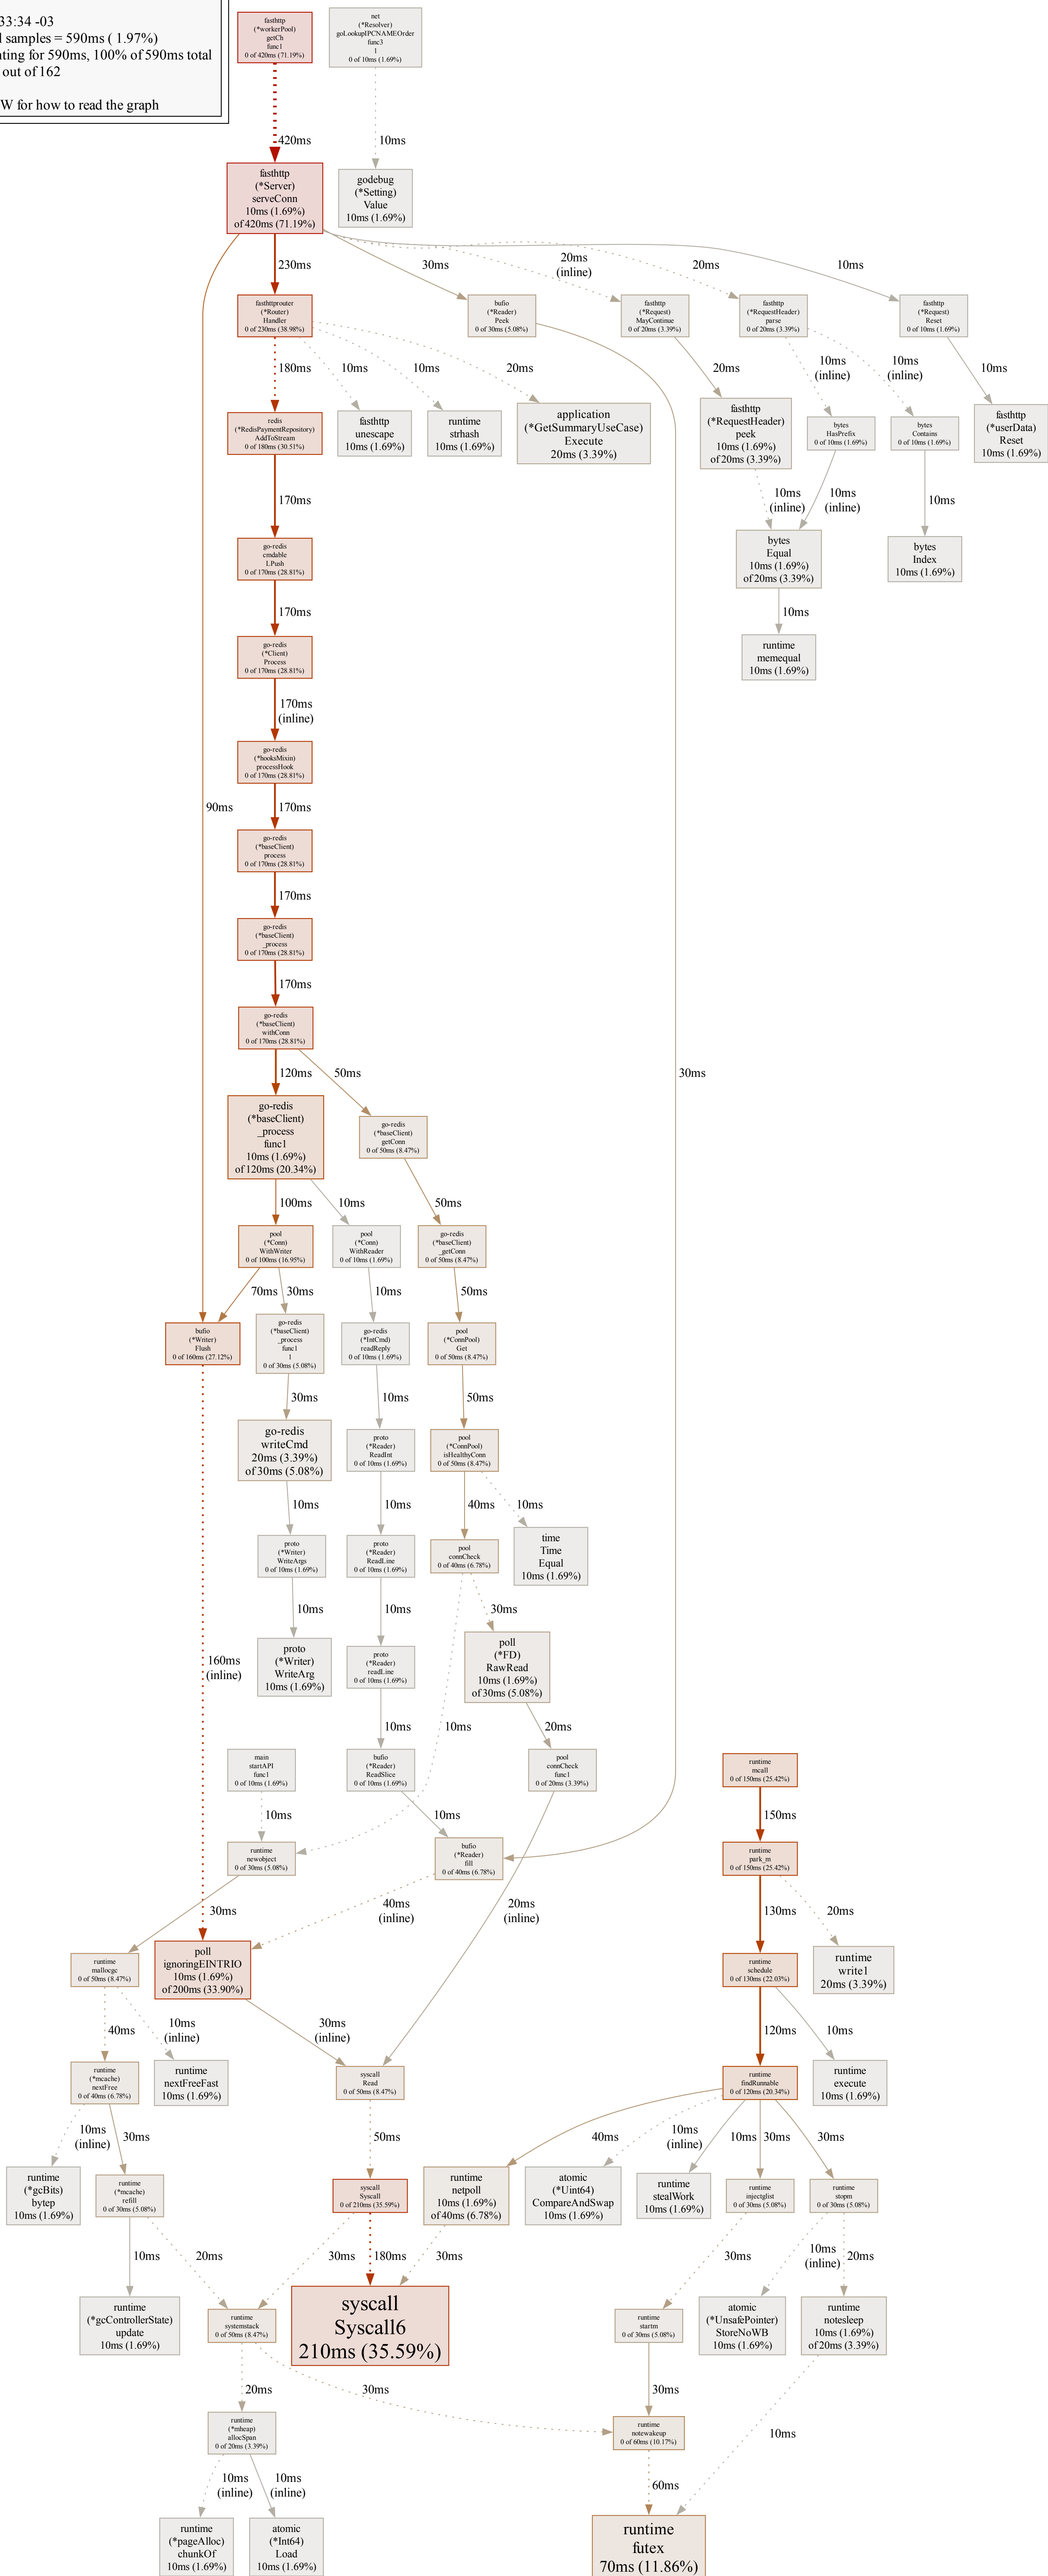 33:34 -03
l samples = 590ms ( 1.97%)
nting for 590ms, 100% of 590ms total
out of 162
W for how to read the graph
fasthttp
(*workerPool)
getCh
func1
0 of 420ms (71.19%)
net
(*Resolver)
goLookupIPCNAMEOrder
func3
1
0 of 10ms (1.69%)
420ms
10ms
fasthttp
(*Server)
serveConn
10ms (1.69%)
of 420ms (71.19%)
godebug
(*Setting)
Value
10ms (1.69%)
230ms
30ms
20ms
(inline)
20ms
10ms
fasthttprouter
(*Router)
Handler
0 of 230ms (38.98%)
bufio
(*Reader)
Peek
0 of 30ms (5.08%)
fasthttp
(*Request)
MayContinue
0 of 20ms (3.39%)
fasthttp
(*RequestHeader)
parse
0 of 20ms (3.39%)
fasthttp
(*Request)
Reset
0 of 10ms (1.69%)
180ms
10ms
10ms
20ms
20ms
10ms
(inline)
10ms
(inline)
10ms
redis
(*RedisPaymentRepository)
AddToStream
0 of 180ms (30.51%)
fasthttp
unescape
10ms (1.69%)
runtime
strhash
10ms (1.69%)
application
(*GetSummaryUseCase)
Execute
20ms (3.39%)
fasthttp
(*RequestHeader)
peek
10ms (1.69%)
of 20ms (3.39%)
bytes
HasPrefix
0 of 10ms (1.69%)
bytes
Contains
0 of 10ms (1.69%)
fasthttp
(*userData)
Reset
10ms (1.69%)
170ms
10ms
(inline)
10ms
(inline)
10ms
go-redis
cmdable
LPush
0 of 170ms (28.81%)
bytes
Equal
10ms (1.69%)
of 20ms (3.39%)
bytes
Index
10ms (1.69%)
170ms
10ms
go-redis
(*Client)
Process
0 of 170ms (28.81%)
runtime
memequal
10ms (1.69%)
170ms
(inline)
go-redis
(*hooksMixin)
processHook
0 of 170ms (28.81%)
90ms
170ms
go-redis
(*baseClient)
process
0 of 170ms (28.81%)
170ms
go-redis
(*baseClient)
_process
0 of 170ms (28.81%)
170ms
go-redis
(*baseClient)
withConn
0 of 170ms (28.81%)
120ms
50ms
30ms
go-redis
(*baseClient)
_process
func1
10ms (1.69%)
of 120ms (20.34%)
go-redis
(*baseClient)
getConn
0 of 50ms (8.47%)
100ms
10ms
50ms
pool
(*Conn)
WithWriter
0 of 100ms (16.95%)
pool
(*Conn)
WithReader
0 of 10ms (1.69%)
go-redis
(*baseClient)
_getConn
0 of 50ms (8.47%)
70ms
30ms
10ms
50ms
bufio
(*Writer)
Flush
0 of 160ms (27.12%)
go-redis
(*baseClient)
_process
func1
1
0 of 30ms (5.08%)
go-redis
(*IntCmd)
readReply
0 of 10ms (1.69%)
pool
(*ConnPool)
Get
0 of 50ms (8.47%)
30ms
10ms
50ms
go-redis
writeCmd
20ms (3.39%)
of 30ms (5.08%)
proto
(*Reader)
ReadInt
0 of 10ms (1.69%)
pool
(*ConnPool)
isHealthyConn
0 of 50ms (8.47%)
10ms
10ms
40ms
10ms
proto
(*Writer)
WriteArgs
0 of 10ms (1.69%)
proto
(*Reader)
ReadLine
0 of 10ms (1.69%)
pool
connCheck
0 of 40ms (6.78%)
time
Time
Equal
10ms (1.69%)
10ms
10ms
30ms
160ms
(inline)
proto
(*Writer)
WriteArg
10ms (1.69%)
proto
(*Reader)
readLine
0 of 10ms (1.69%)
poll
(*FD)
RawRead
10ms (1.69%)
of 30ms (5.08%)
10ms
10ms
20ms
main
startAPI
func1
0 of 10ms (1.69%)
bufio
(*Reader)
ReadSlice
0 of 10ms (1.69%)
pool
connCheck
func1
0 of 20ms (3.39%)
runtime
mcall
0 of 150ms (25.42%)
10ms
10ms
150ms
runtime
newobject
0 of 30ms (5.08%)
bufio
(*Reader)
fill
0 of 40ms (6.78%)
runtime
park_m
0 of 150ms (25.42%)
30ms
40ms
(inline)
20ms
(inline)
130ms
20ms
runtime
mallocgc
0 of 50ms (8.47%)
poll
ignoringEINTRIO
10ms (1.69%)
of 200ms (33.90%)
runtime
schedule
0 of 130ms (22.03%)
runtime
write1
20ms (3.39%)
40ms
10ms
(inline)
30ms
(inline)
120ms
10ms
runtime
(*mcache)
nextFree
0 of 40ms (6.78%)
runtime
nextFreeFast
10ms (1.69%)
syscall
Read
0 of 50ms (8.47%)
runtime
findRunnable
0 of 120ms (20.34%)
runtime
execute
10ms (1.69%)
10ms
(inline)
30ms
50ms
40ms
10ms
(inline)
10ms
30ms
30ms
runtime
(*gcBits)
bytep
10ms (1.69%)
runtime
(*mcache)
refill
0 of 30ms (5.08%)
syscall
Syscall
0 of 210ms (35.59%)
runtime
netpoll
10ms (1.69%)
of 40ms (6.78%)
atomic
(*Uint64)
CompareAndSwap
10ms (1.69%)
runtime
stealWork
10ms (1.69%)
runtime
injectglist
0 of 30ms (5.08%)
runtime
stopm
0 of 30ms (5.08%)
10ms
20ms
30ms
180ms
30ms
30ms
10ms
(inline)
20ms
runtime
(*gcControllerState)
update
10ms (1.69%)
runtime
systemstack
0 of 50ms (8.47%)
syscall
Syscall6
210ms (35.59%)
runtime
startm
0 of 30ms (5.08%)
atomic
(*UnsafePointer)
StoreNoWB
10ms (1.69%)
runtime
notesleep
10ms (1.69%)
of 20ms (3.39%)
20ms
30ms
30ms
10ms
runtime
(*mheap)
allocSpan
0 of 20ms (3.39%)
runtime
notewakeup
0 of 60ms (10.17%)
10ms
(inline)
10ms
(inline)
60ms
runtime
(*pageAlloc)
chunkOf
10ms (1.69%)
atomic
(*Int64)
Load
10ms (1.69%)
runtime
futex
70ms (11.86%)